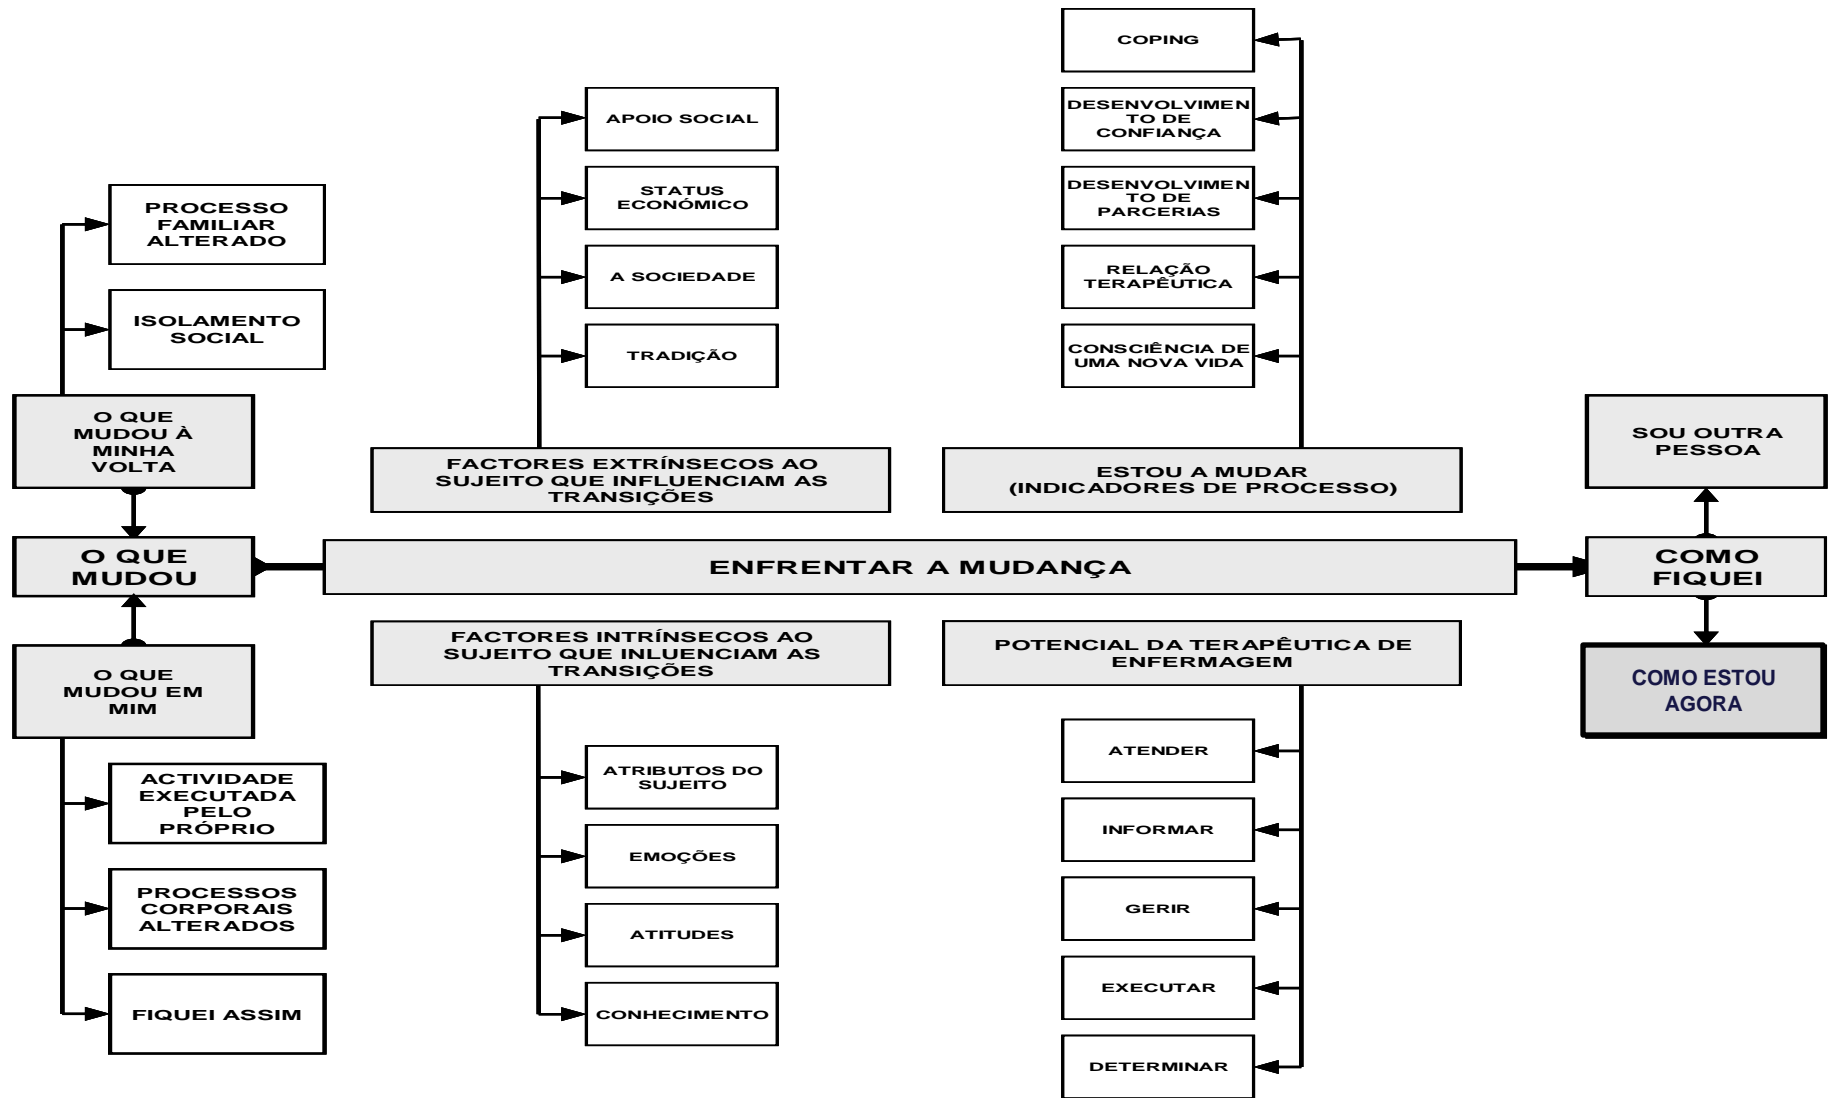 COPING
DESENVOLVIMEN
TO DE
CONFIANÇA
DESENVOLVIMEN
TO DE
PARCERIAS
RELAÇÃO
TERAPÊUTICA
CONSCIÊNCIA DE
UMA NOVA VIDA
APOIO SOCIAL
STATUS
ECONÓMICO
A SOCIEDADE
TRADIÇÃO
PROCESSO
FAMILIAR
ALTERADO
ISOLAMENTO
SOCIAL
O QUE
MUDOU À
MINHA
VOLTA
FACTORES EXTRÍNSECOS AO
SUJEITO QUE INFLUENCIAM AS
TRANSIÇÕES
ESTOU A MUDAR
(INDICADORES DE PROCESSO)
SOU OUTRA
PESSOA
O QUE
MUDOU
ENFRENTAR A MUDANÇA
COMO
FIQUEI
O QUE
MUDOU EM
MIM
FACTORES INTRÍNSECOS AO
SUJEITO QUE INLUENCIAM AS
TRANSIÇÕES
POTENCIAL DA TERAPÊUTICA DE
ENFERMAGEM
COMO ESTOU
AGORA
ACTIVIDADE
EXECUTADA
PELO
PRÓPRIO
PROCESSOS
CORPORAIS
ALTERADOS
FIQUEI ASSIM
ATRIBUTOS DO
SUJEITO
EMOÇÕES
ATITUDES
CONHECIMENTO
ATENDER
INFORMAR
GERIR
EXECUTAR
DETERMINAR